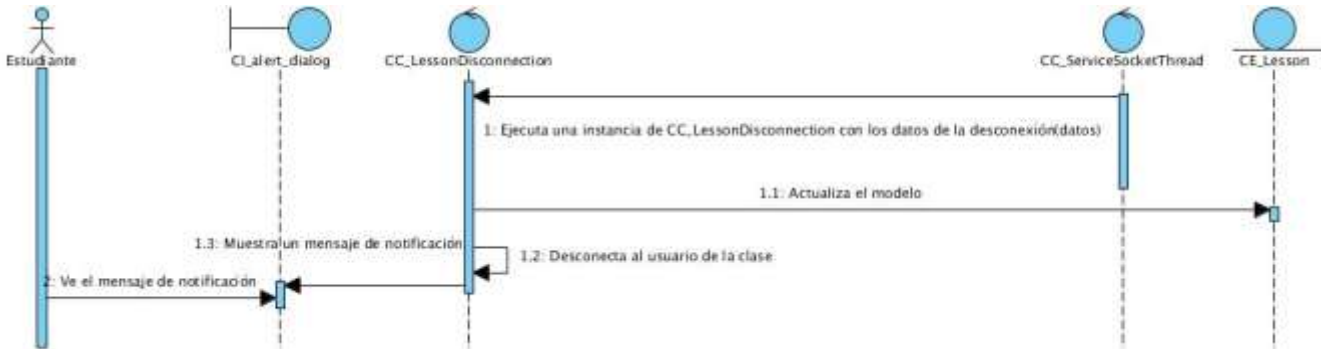 Estudiante
CI_alert_dialog
CC_LessonDisconnection
CC_ServiceSocketThread
CE_Lesson
1: Ejecuta una instancia de CC_LessonDisconnection con los datos de la desconexión(datos)
1.1: Actualiza el modelo
1.3: Muestra un mensaje de notificación
1.2: Desconecta al usuario de la clase
2: Ve el mensaje de notificación